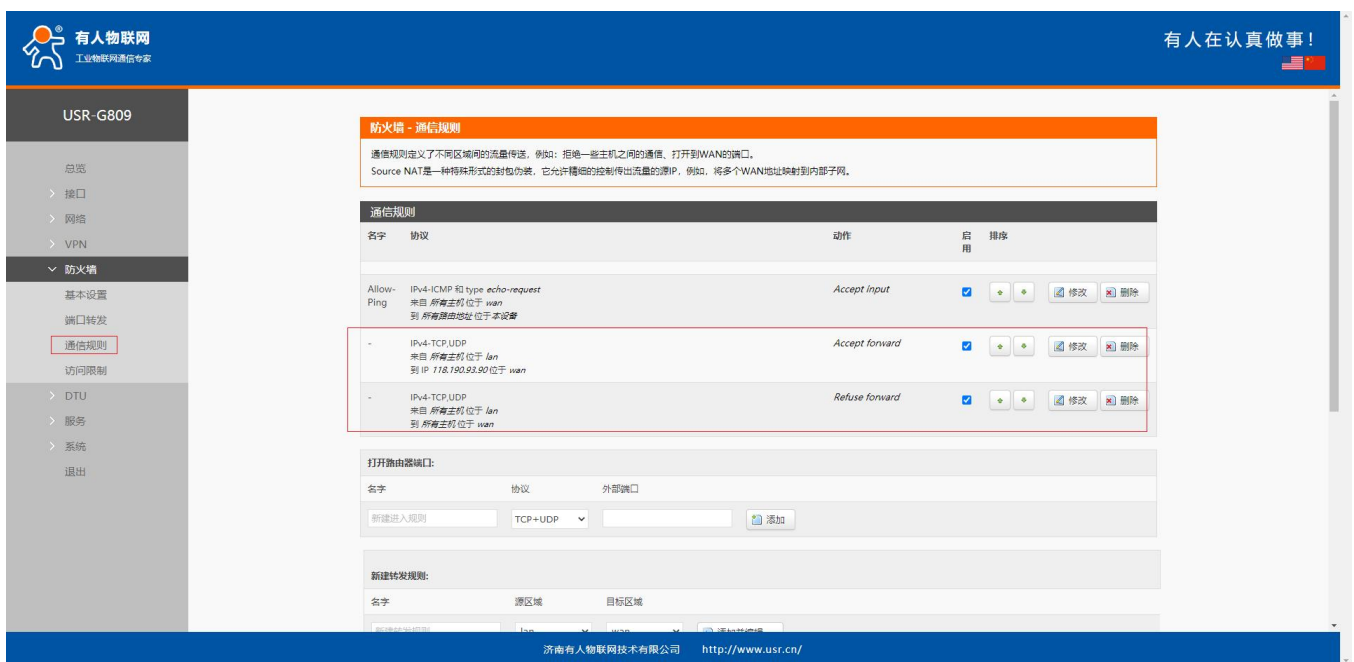 有人物联网
工业物联网通信专家
有人在认真做事！
USR-G809
总览
接口
网络
VPN
防火墙
基本设置
端口转发
通信规则
访问限制
DTU
服务
系统
退出
防火墙 - 通信规则
通信规则定义了不同区域间的流量传送，例如：拒绝一些主机之间的通信、打开到WAN的端口。
Source NAT是一种特殊形式的封包伪装，它允许精细的控制传出流量的源IP，例如，将多个WAN地址映射到内部子网。
通信规则
名字 协议 动作 启用 排序
Allow-Ping
IPv4-ICMP 和 type echo-request
来自 所有主机 位于 wan
到 所有路由地址 位于 本设备
Accept input
修改 删除
-
IPv4-TCP,UDP
来自 所有主机 位于 lan
到 IP 118.190.93.90 位于 wan
Accept forward
修改 删除
-
IPv4-TCP,UDP
来自 所有主机 位于 lan
到 所有主机 位于 wan
Refuse forward
修改 删除
打开路由器端口:
名字 协议 外部端口
新建进入规则 TCP+UDP 添加
新建转发规则:
名字 源区域 目标区域
新建转发规则 lan wan 添加并编辑...
济南有人物联网技术有限公司 http://www.usr.cn/